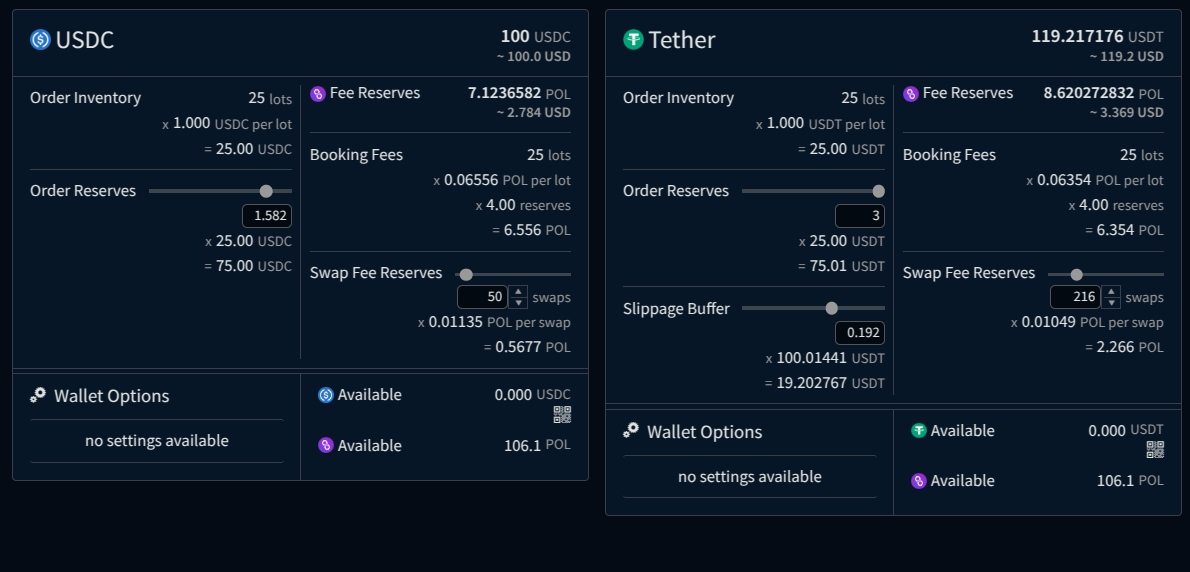 USDC
100 USDC
~ 100.0 USD
Order Inventory
25 lots
x 1.000 USDC per lot
= 25.00 USDC
Order Reserves
1.582
x 25.00 USDC
= 75.00 USDC
Fee Reserves
7.1236582 POL
~ 2.784 USD
Booking Fees
25 lots
x 0.06556 POL per lot
x 4.00 reserves
= 6.556 POL
Swap Fee Reserves
50 swaps
x 0.01135 POL per swap
= 0.5677 POL
Wallet Options
no settings available
Available
0.000 USDC
Available
106.1 POL
Tether
119.217176 USDT
~ 119.2 USD
Order Inventory
25 lots
x 1.000 USDT per lot
= 25.00 USDT
Order Reserves
3
x 25.00 USDT
= 75.01 USDT
Slippage Buffer
0.192
x 100.01441 USDT
= 19.202767 USDT
Fee Reserves
8.620272832 POL
~ 3.369 USD
Booking Fees
25 lots
x 0.06354 POL per lot
x 4.00 reserves
= 6.354 POL
Swap Fee Reserves
216 swaps
x 0.01049 POL per swap
= 2.266 POL
Wallet Options
no settings available
Available
0.000 USDT
Available
106.1 POL